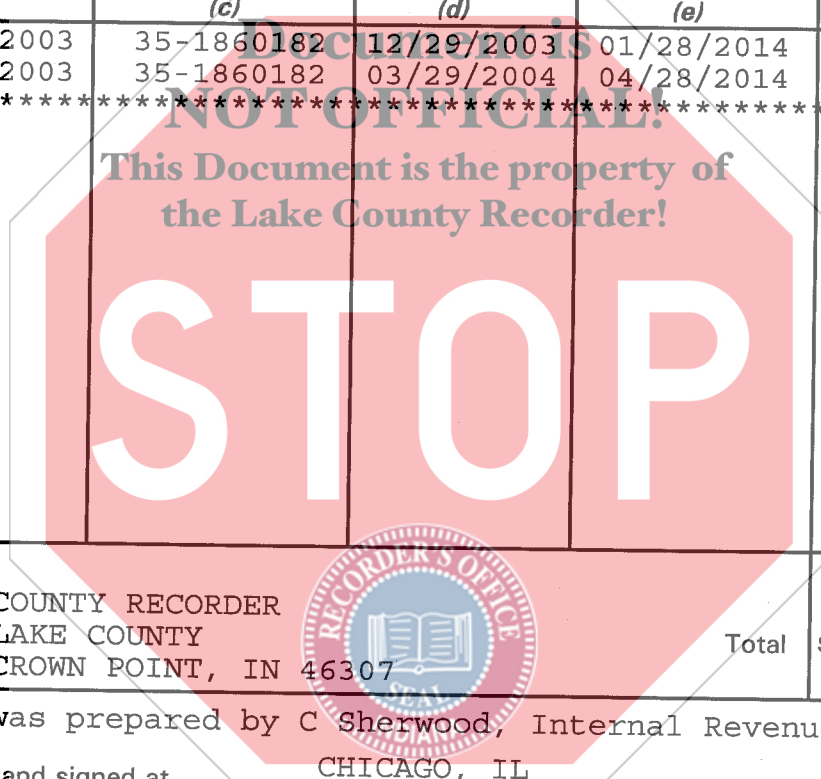 (c) (d) (e)
2003 35-1860182 12/29/2003 01/28/2014
2003 35-1860182 03/29/2004 04/28/2014
***********************************************
Document is
NOT OFFICIAL!
This Document is the property of
the Lake County Recorder!
STOP
COUNTY RECORDER
LAKE COUNTY
CROWN POINT, IN 46307
Total
RECORDER'S OFFICE
SEAL
INDIANA
was prepared by C Sherwood, Internal Revenu
and signed at CHICAGO, IL